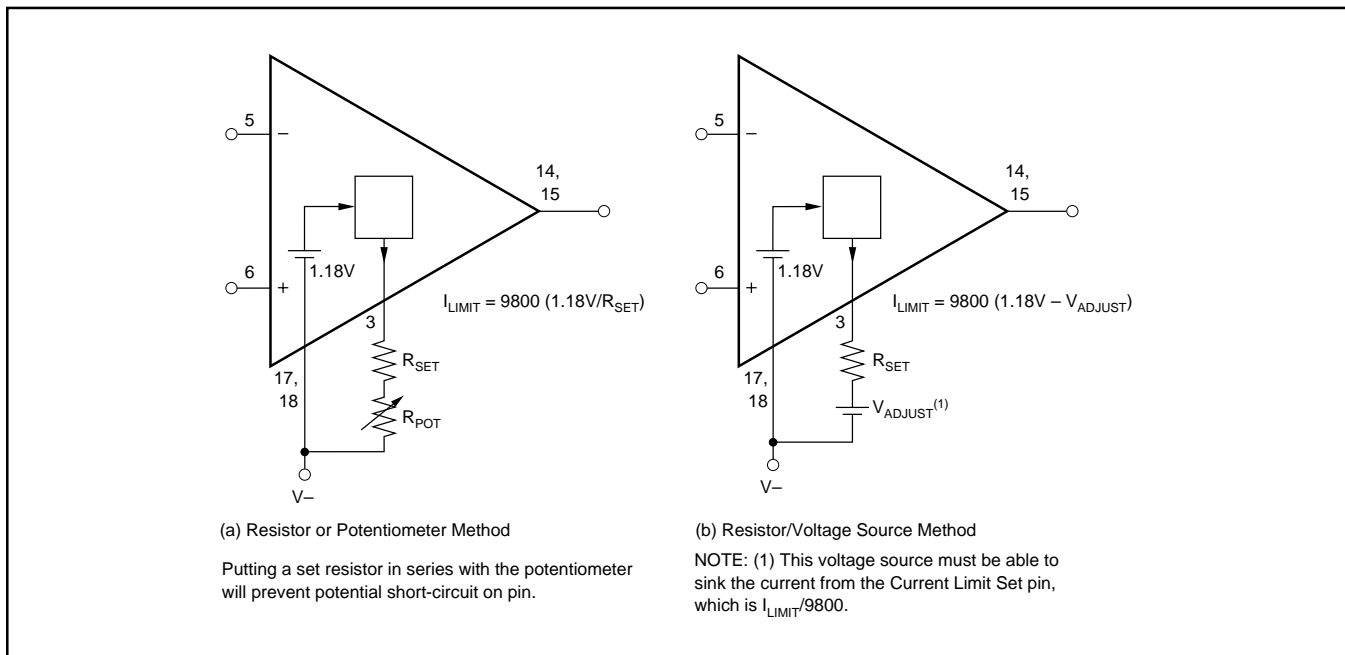 5
−
14,
15
1.18V
6
+
I_LIMIT = 9800 (1.18V/R_SET)
3
R_SET
17,
18
R_POT
V–
(a) Resistor or Potentiometer Method
Putting a set resistor in series with the potentiometer
will prevent potential short-circuit on pin.
5
−
14,
15
1.18V
6
+
I_LIMIT = 9800 (1.18V – V_ADJUST)
3
R_SET
17,
18
V_ADJUST(1)
V–
(b) Resistor/Voltage Source Method
NOTE: (1) This voltage source must be able to
sink the current from the Current Limit Set pin,
which is I_LIMIT/9800.